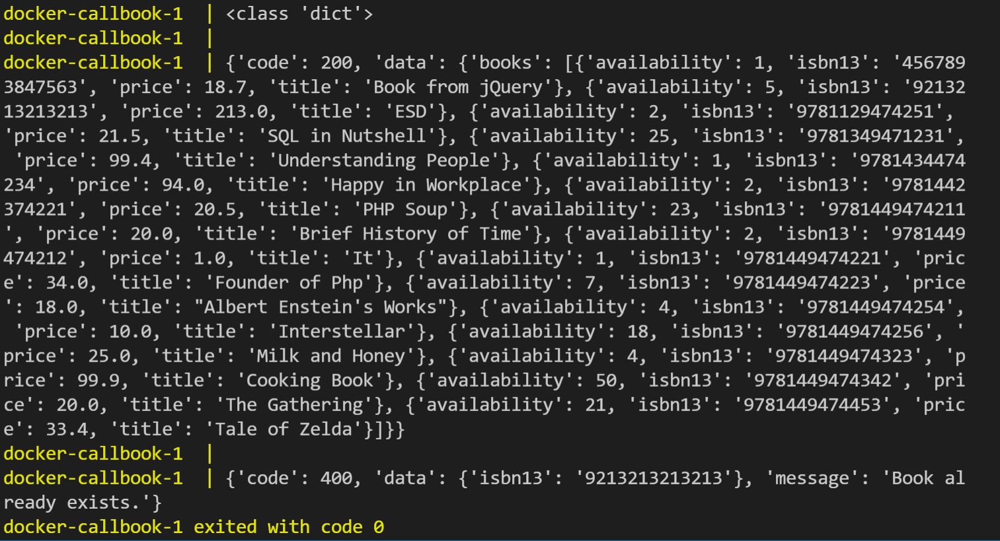 docker-callbook-1  | <class 'dict'>
docker-callbook-1  |
docker-callbook-1  | {'code': 200, 'data': {'books': [{'availability': 1, 'isbn13': '456789
3847563', 'price': 18.7, 'title': 'Book from jQuery'}, {'availability': 5, 'isbn13': '92132
13213213', 'price': 213.0, 'title': 'ESD'}, {'availability': 2, 'isbn13': '9781129474251',
'price': 21.5, 'title': 'SQL in Nutshell'}, {'availability': 25, 'isbn13': '9781349471231',
 'price': 99.4, 'title': 'Understanding People'}, {'availability': 1, 'isbn13': '9781434474
234', 'price': 94.0, 'title': 'Happy in Workplace'}, {'availability': 2, 'isbn13': '9781442
374221', 'price': 20.5, 'title': 'PHP Soup'}, {'availability': 23, 'isbn13': '9781449474211
', 'price': 20.0, 'title': 'Brief History of Time'}, {'availability': 2, 'isbn13': '9781449
474212', 'price': 1.0, 'title': 'It'}, {'availability': 1, 'isbn13': '9781449474221', 'pric
e': 34.0, 'title': 'Founder of Php'}, {'availability': 7, 'isbn13': '9781449474223', 'price
': 18.0, 'title': "Albert Enstein's Works"}, {'availability': 4, 'isbn13': '9781449474254',
 'price': 10.0, 'title': 'Interstellar'}, {'availability': 18, 'isbn13': '9781449474256', '
price': 25.0, 'title': 'Milk and Honey'}, {'availability': 4, 'isbn13': '9781449474323', 'p
rice': 99.9, 'title': 'Cooking Book'}, {'availability': 50, 'isbn13': '9781449474342', 'pri
ce': 20.0, 'title': 'The Gathering'}, {'availability': 21, 'isbn13': '9781449474453', 'pric
e': 33.4, 'title': 'Tale of Zelda'}]}}
docker-callbook-1  |
docker-callbook-1  | {'code': 400, 'data': {'isbn13': '9213213213213'}, 'message': 'Book al
ready exists.'}
docker-callbook-1 exited with code 0